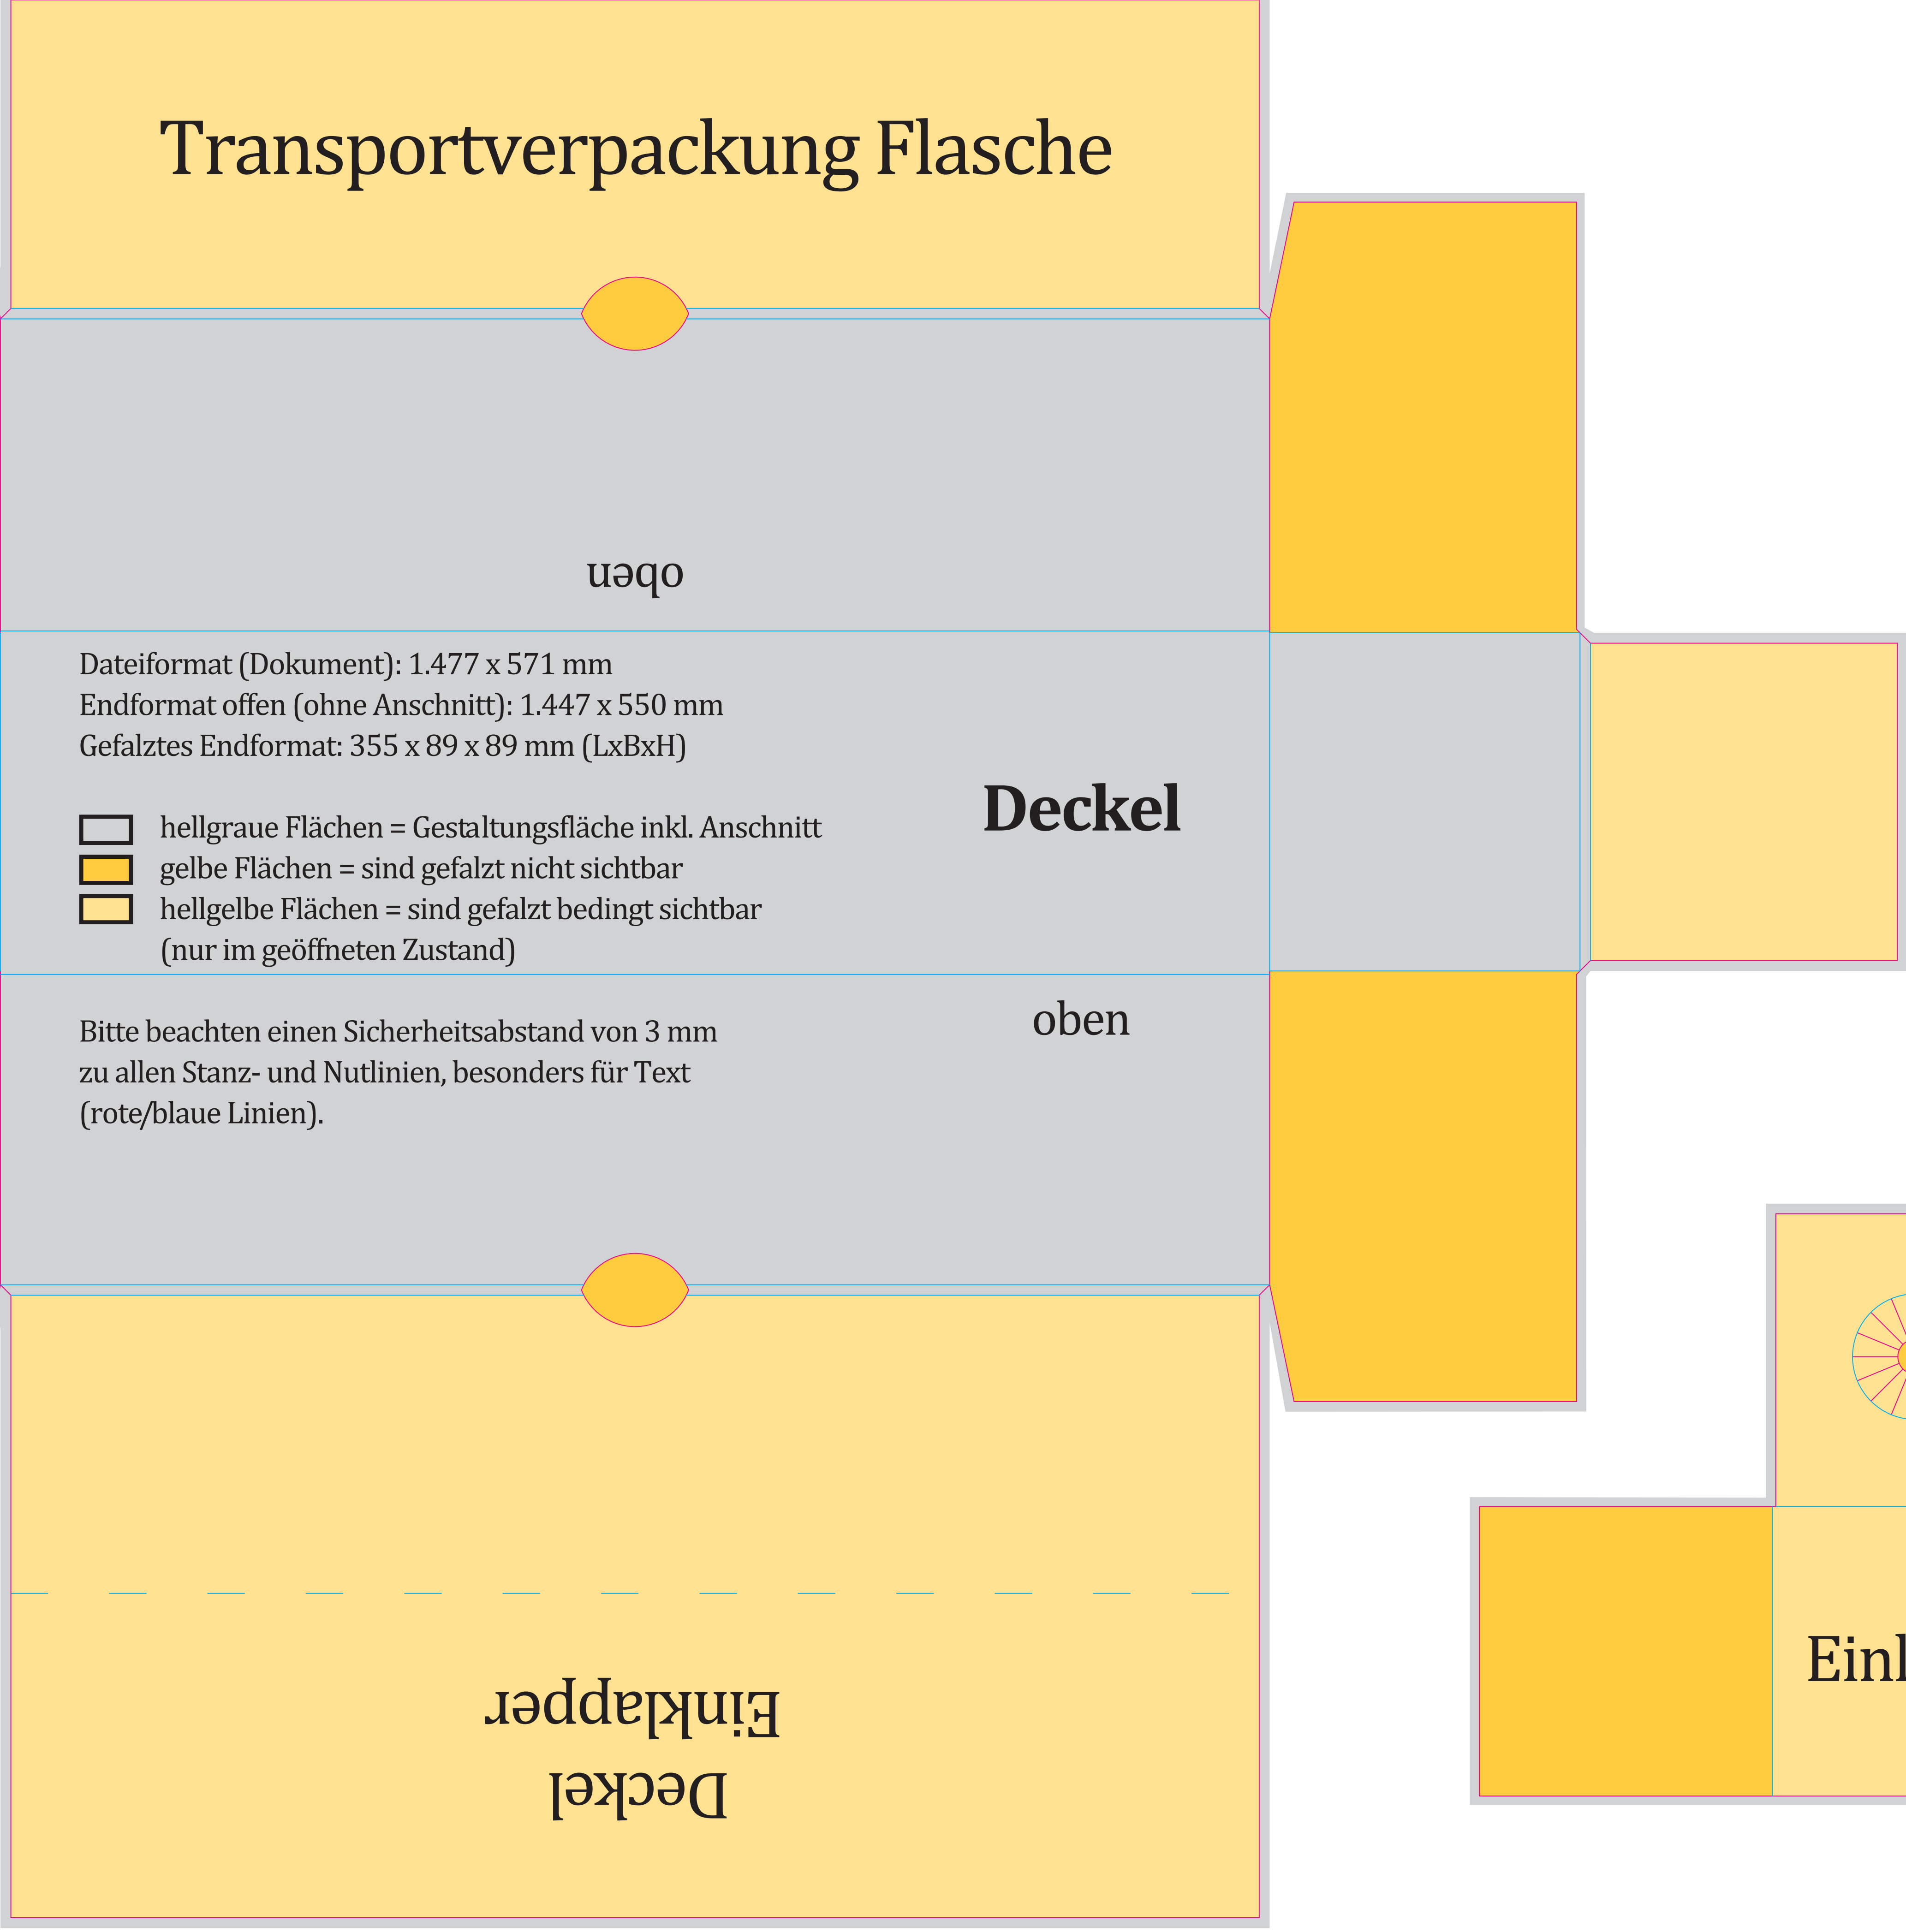 Transportverpackung Flasche
oben
Dateiformat (Dokument): 1.477 x 571 mm
Endformat offen (ohne Anschnitt): 1.447 x 550 mm
Gefalztes Endformat: 355 x 89 x 89 mm (LxBxH)
Deckel
hellgraue Flächen = Gestaltungsfläche inkl. Anschnitt
gelbe Flächen = sind gefalzt nicht sichtbar
hellgelbe Flächen = sind gefalzt bedingt sichtbar
(nur im geöffneten Zustand)
oben
Bitte beachten einen Sicherheitsabstand von 3 mm
zu allen Stanz- und Nutlinien, besonders für Text
(rote/blaue Linien).
Deckel
Einklapper